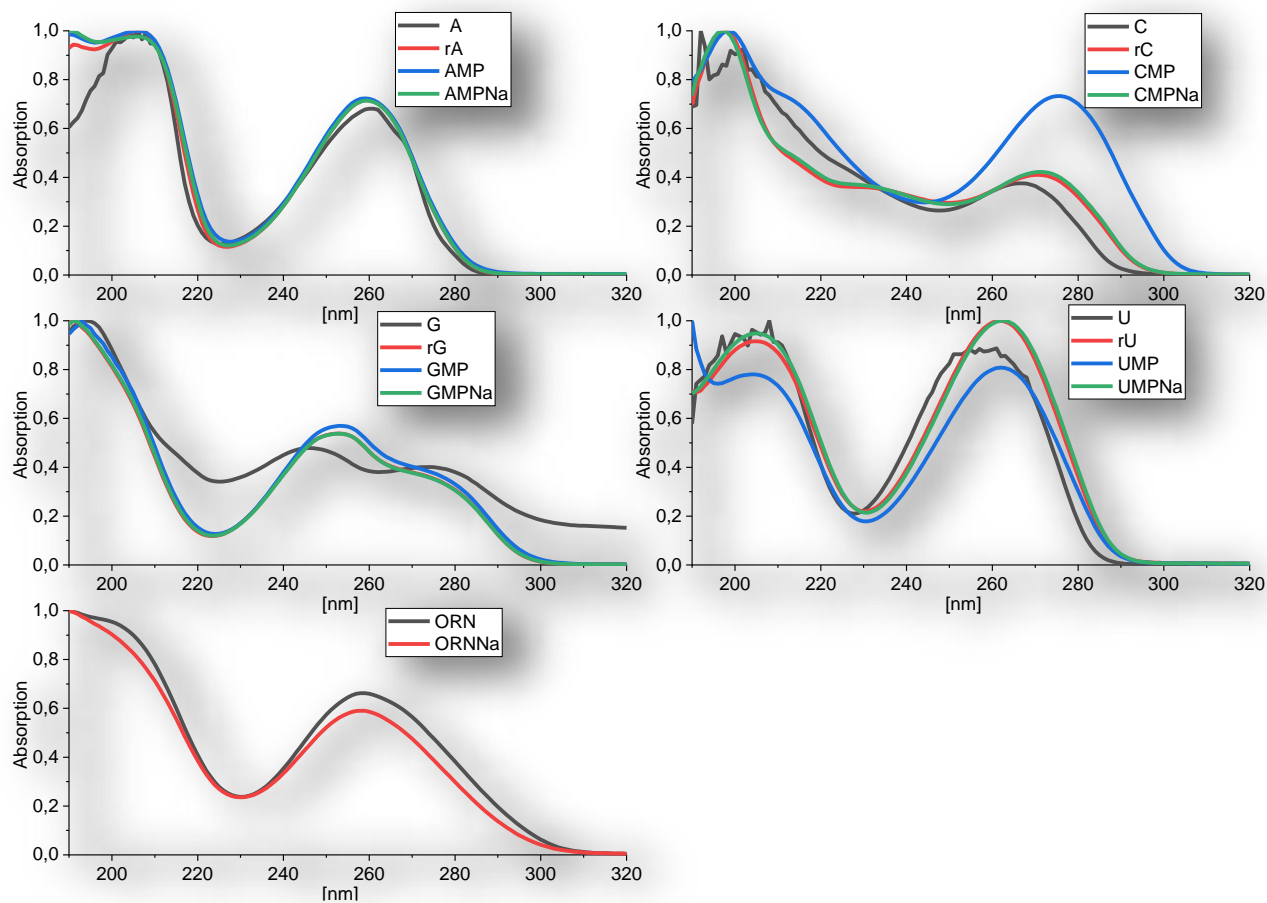 1,0
0,8
0,6
0,4
0,2
0,0
Absorption
200 220 240 260 280 300 320
[nm]
A
rA
AMP
AMPNa
1,0
0,8
0,6
0,4
0,2
0,0
Absorption
200 220 240 260 280 300 320
[nm]
C
rC
CMP
CMPNa
1,0
0,8
0,6
0,4
0,2
0,0
Absorption
200 220 240 260 280 300 320
[nm]
G
rG
GMP
GMPNa
1,0
0,8
0,6
0,4
0,2
0,0
Absorption
200 220 240 260 280 300 320
[nm]
U
rU
UMP
UMPNa
1,0
0,8
0,6
0,4
0,2
0,0
Absorption
200 220 240 260 280 300 320
[nm]
ORN
ORNNa